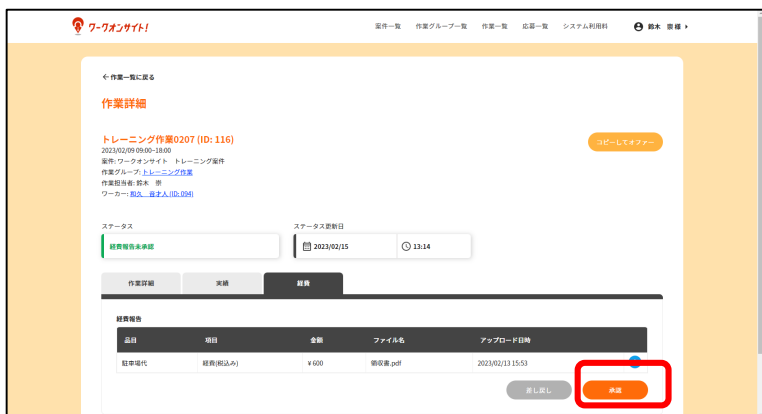 ワークオンサイト!
案件一覧 作業グループ一覧 作業一覧 応募一覧 システム利用料 鈴木 崇様
←作業一覧に戻る
作業詳細
トレーニング作業0207 (ID: 116)
コピーしてオファー
2023/02/09 09:00~18:00
案件: ワークオンサイト トレーニング案件
作業グループ: トレーニング作業
作業担当者: 鈴木 崇
ワーカー: 和久 音才人 (ID: 094)
ステータス ステータス更新日
経費報告未承認 2023/02/15 13:14
作業詳細 実績 経費
経費報告
品目 項目 金額 ファイル名 アップロード日時
駐車場代 経費(税込み) ¥ 600 領収書.pdf 2023/02/13 15:53
差し戻し 承認